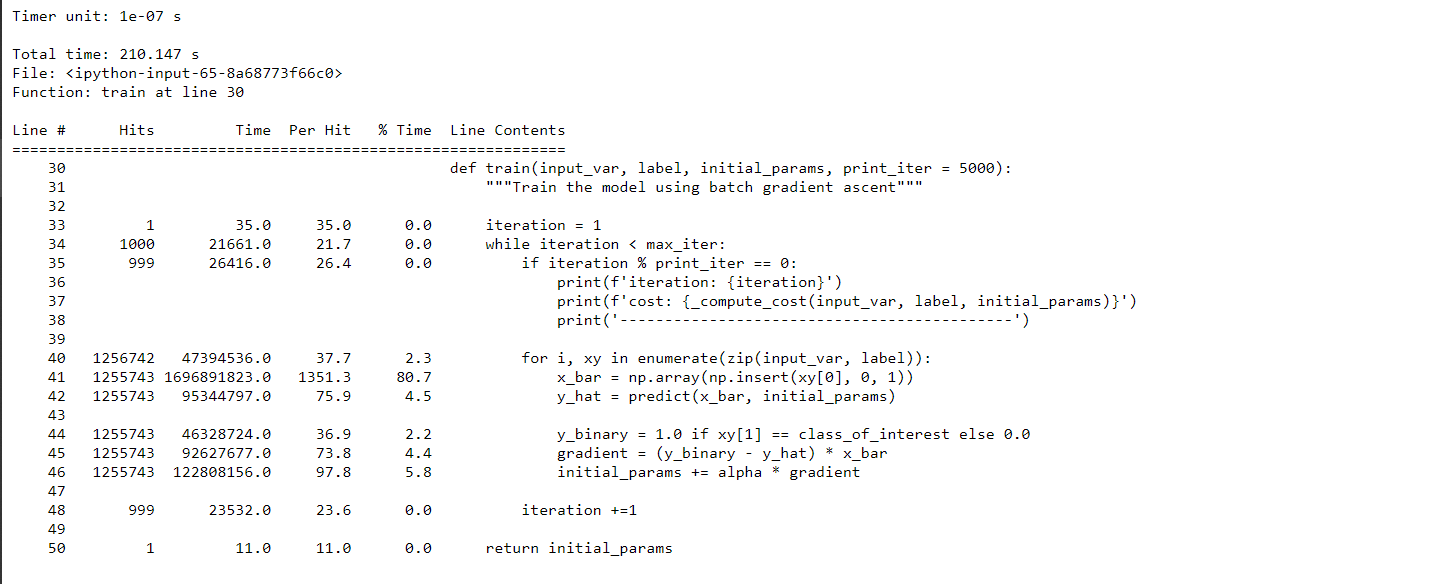 Timer unit: 1e-07 s
Total time: 210.147 s
File: <ipython-input-65-8a68773f66c0>
Function: train at line 30
Line #      Hits         Time  Per Hit   % Time  Line Contents
==============================================================
    30                                           def train(input_var, label, initial_params, print_iter = 5000):
    31                                               """Train the model using batch gradient ascent"""
    32
    33         1         35.0     35.0      0.0      iteration = 1
    34      1000      21661.0     21.7      0.0      while iteration < max_iter:
    35       999      26416.0     26.4      0.0          if iteration % print_iter == 0:
    36                                                       print(f'iteration: {iteration}')
    37                                                       print(f'cost: {_compute_cost(input_var, label, initial_params)}')
    38                                                       print('--------------------------------------------')
    39
    40   1256742   47394536.0     37.7      2.3          for i, xy in enumerate(zip(input_var, label)):
    41   1255743 1696891823.0   1351.3     80.7              x_bar = np.array(np.insert(xy[0], 0, 1))
    42   1255743   95344797.0     75.9      4.5              y_hat = predict(x_bar, initial_params)
    43
    44   1255743   46328724.0     36.9      2.2              y_binary = 1.0 if xy[1] == class_of_interest else 0.0
    45   1255743   92627677.0     73.8      4.4              gradient = (y_binary - y_hat) * x_bar
    46   1255743  122808156.0     97.8      5.8              initial_params += alpha * gradient
    47
    48       999      23532.0     23.6      0.0          iteration +=1
    49
    50         1         11.0     11.0      0.0      return initial_params